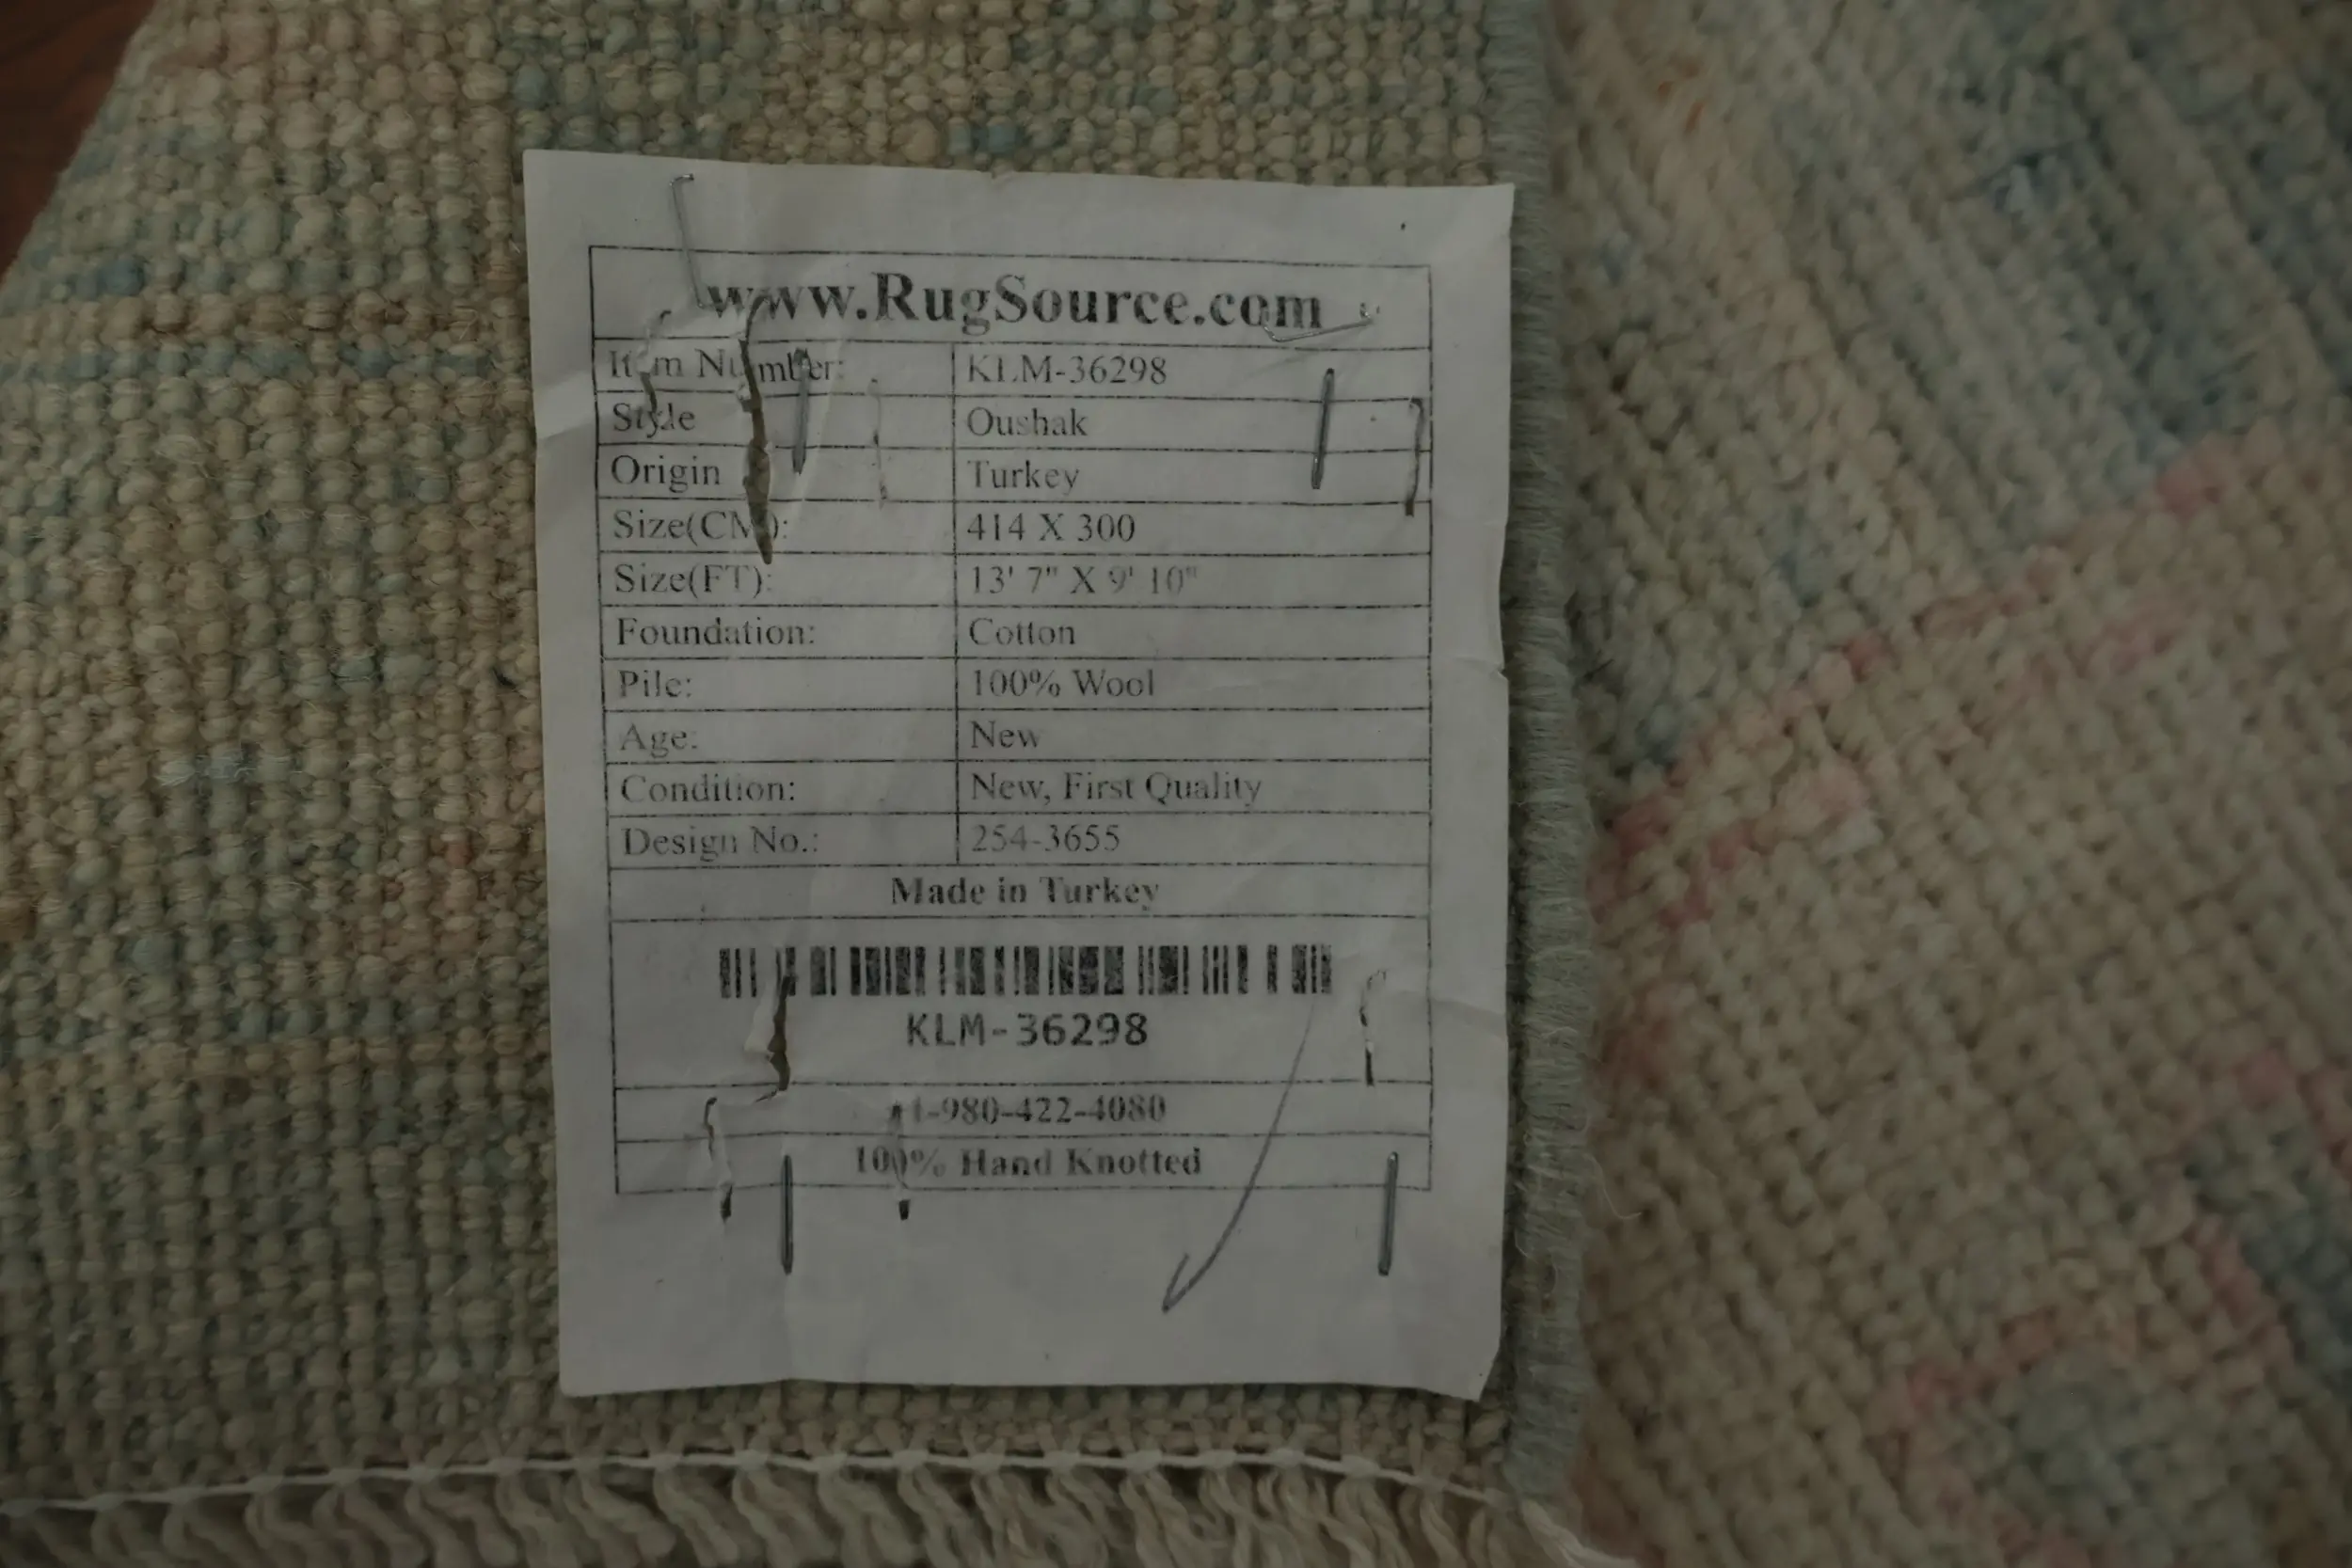 www.RugSource.com
Item Number: KLM-36298
Style Oushak
Origin Turkey
Size(CM): 414 X 300
Size(FT): 13' 7" X 9' 10"
Foundation: Cotton
Pile: 100% Wool
Age: New
Condition: New, First Quality
Design No.: 254-3655
Made in Turkey
KLM-36298
1-980-422-4080
100% Hand Knotted